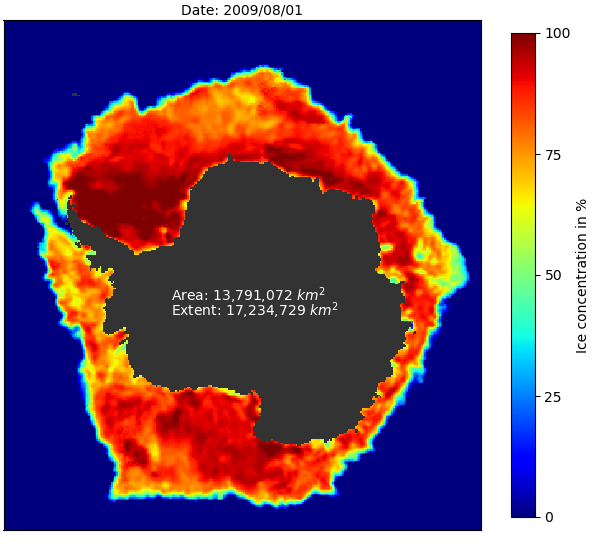 Date: 2009/08/01
Area: 13,791,072 km²
Extent: 17,234,729 km²
100
75
50
25
0
Ice concentration in %